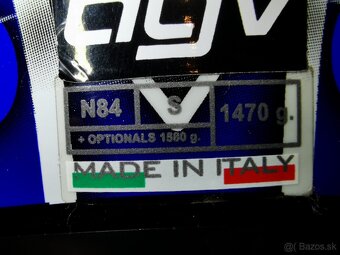 agv
N84 S 1470 g.
+ OPTIONALS 1580 g.
MADE IN ITALY
Bazos.sk